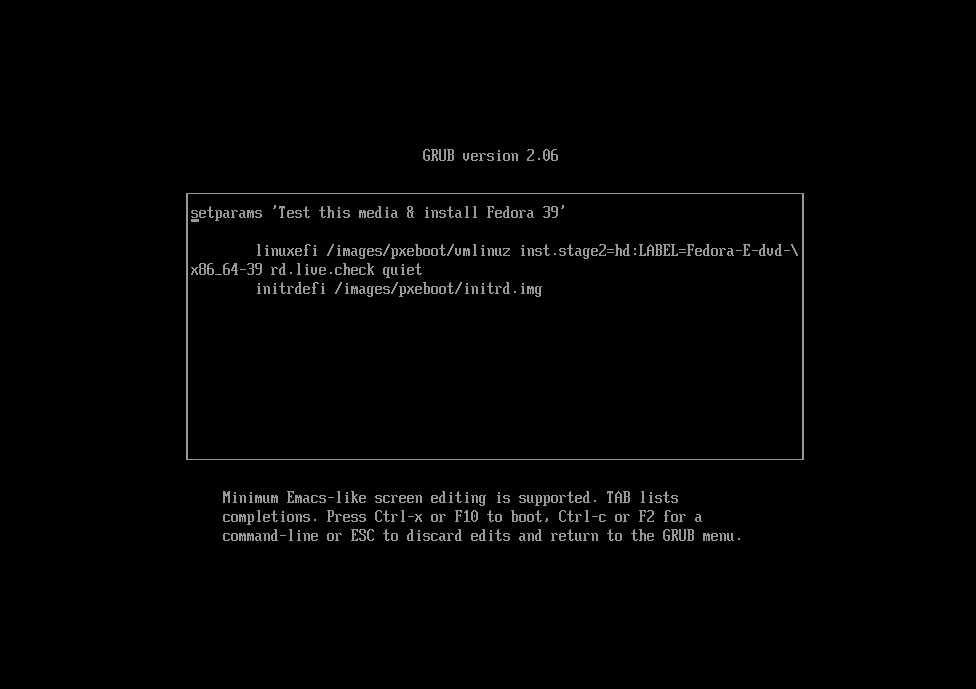 GRUB version 2.06
setparams 'Test this media & install Fedora 39'
linuxefi /images/pxeboot/vmlinuz inst.stage2=hd:LABEL=Fedora-E-dvd-\
x86_64-39 rd.live.check quiet
initrdefi /images/pxeboot/initrd.img
Minimum Emacs-like screen editing is supported. TAB lists
completions. Press Ctrl-x or F10 to boot, Ctrl-c or F2 for a
command-line or ESC to discard edits and return to the GRUB menu.